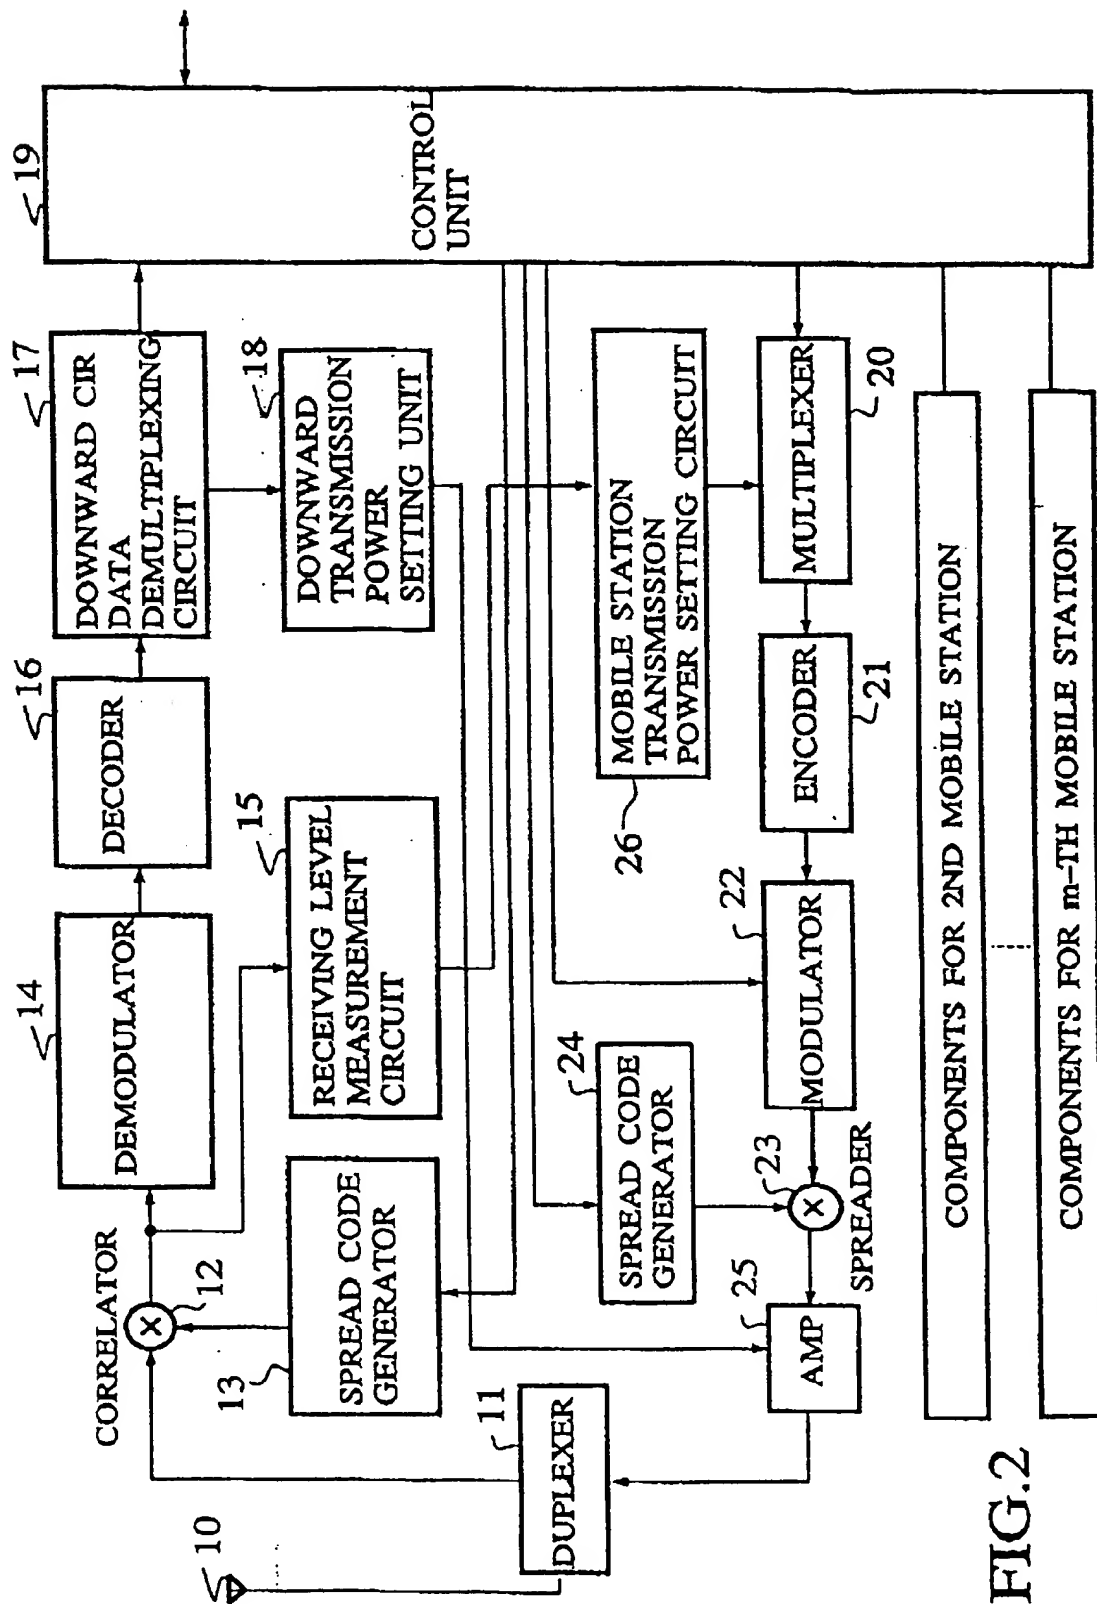 10
DUPLEXER
11
CORRELATOR
12
SPREAD CODE
GENERATOR
13
DEMODULATOR
14
RECEIVING LEVEL
MEASUREMENT
CIRCUIT
15
DECODER
16
DOWNWARD CIR
DATA
DEMULTIPLEXING
CIRCUIT
17
DOWNWARD
TRANSMISSION
POWER
SETTING UNIT
18
CONTROL
UNIT
19
MOBILE STATION
TRANSMISSION
POWER SETTING CIRCUIT
26
MULTIPLEXER
20
ENCODER
21
MODULATOR
22
SPREAD CODE
GENERATOR
24
23
SPREADER
AMP
25
COMPONENTS FOR 2ND MOBILE STATION
COMPONENTS FOR m-TH MOBILE STATION
FIG.2